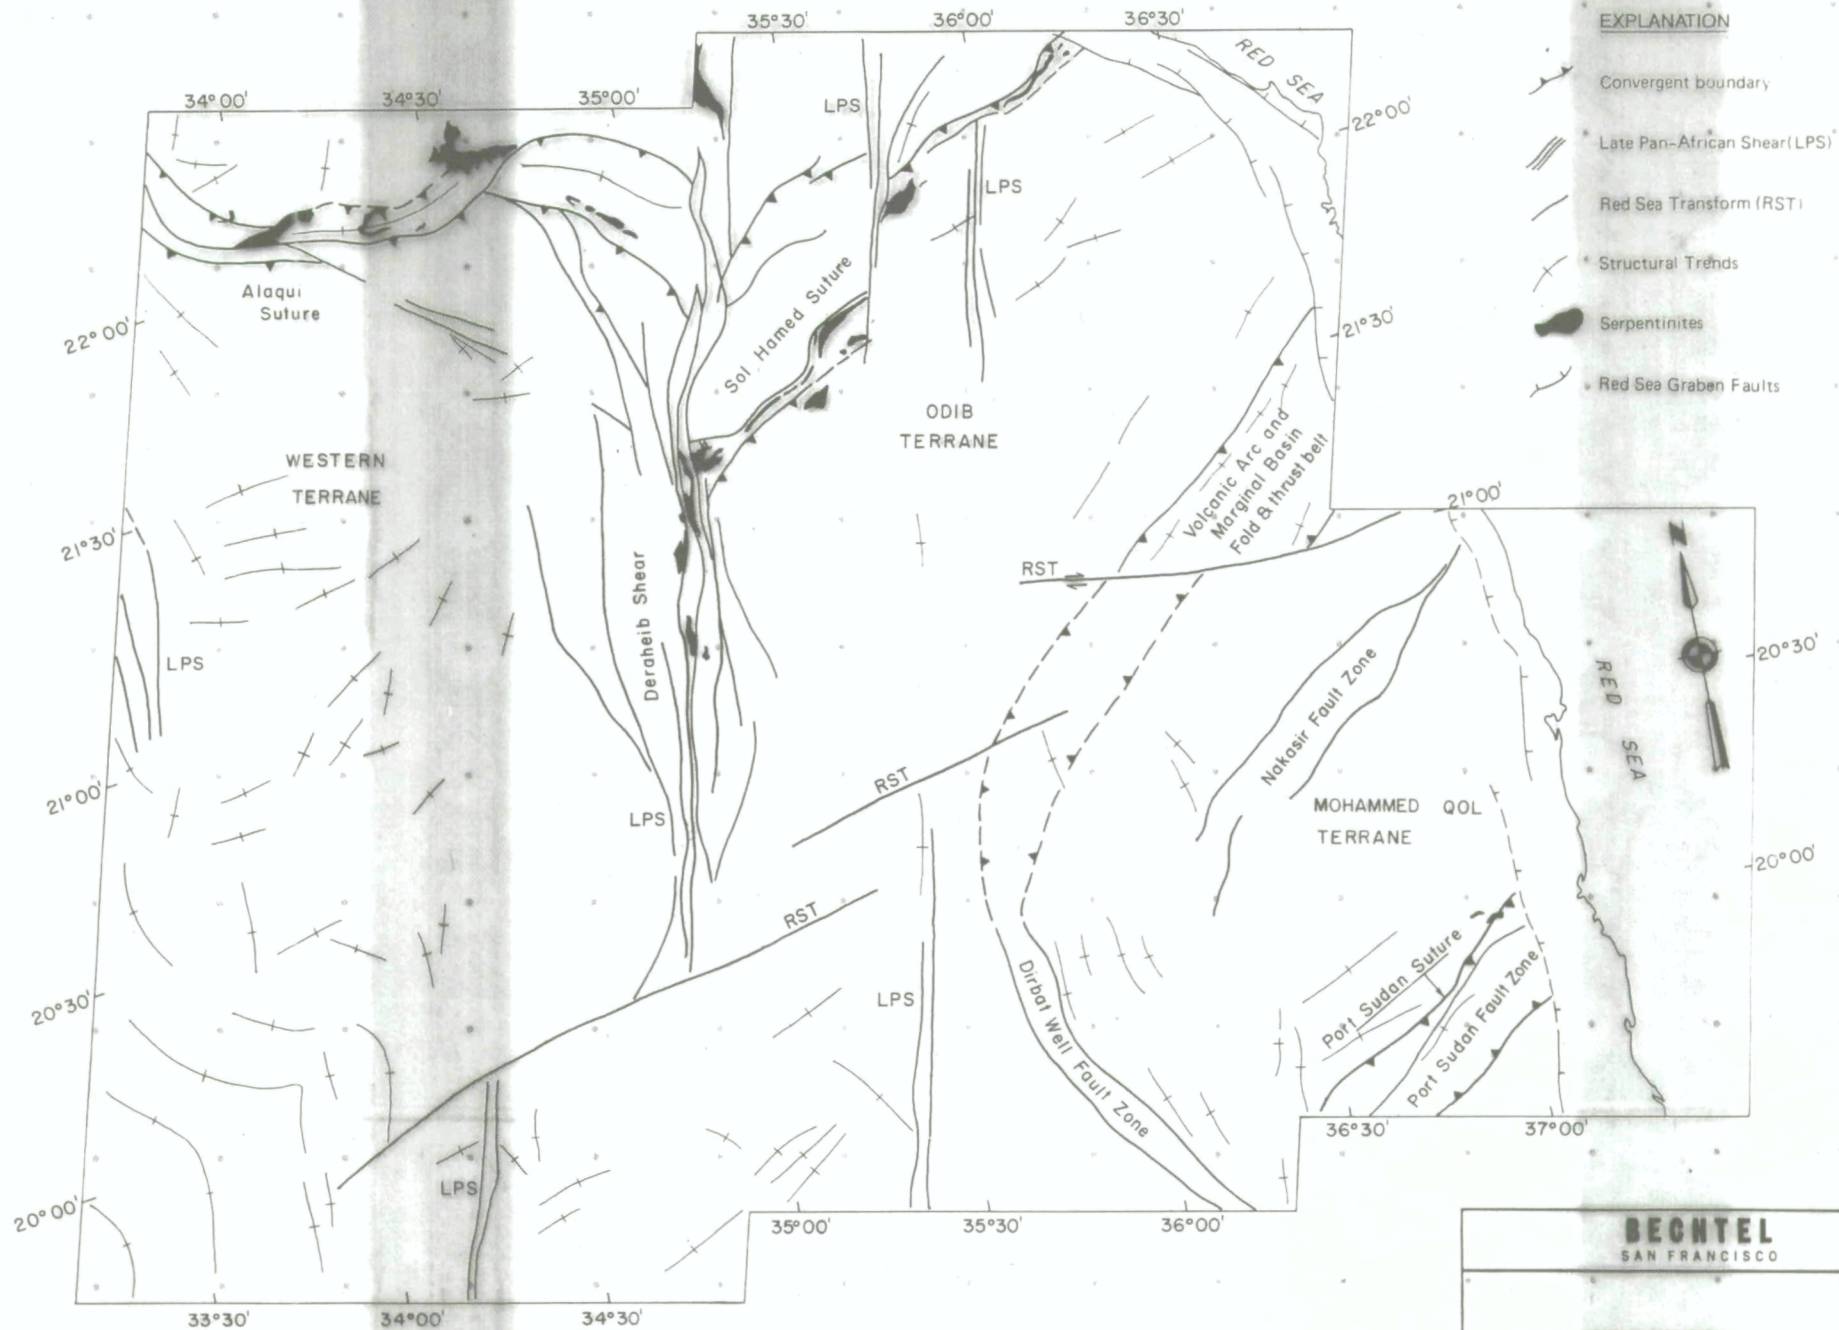 35°30' 36°00' 36°30'
EXPLANATION
Convergent boundary
Late Pan-African Shear(LPS)
Red Sea Transform (RST)
Structural Trends
Serpentinites
Red Sea Graben Faults
34°00' 34°30' 35°00'
RED SEA
22°00'
LPS
LPS
Alaqui
Suture
22°00'
Sol Hamed Suture
21°30'
ODIB
TERRANE
WESTERN
TERRANE
Volcanic Arc and
Marginal Basin
Fold & thrust belt
21°00'
N
21°30'
RST
Deraheib Shear
LPS
20°30'
RED SEA
Nakasir Fault Zone
21°00'
RST
LPS
MOHAMMED QOL
TERRANE
20°00'
RST
Port Sudan Suture
Port Sudan Fault Zone
20°30'
LPS
Dirbat Well Fault Zone
36°30' 37°00'
LPS
20°00'
35°00' 35°30' 36°00'
33°30' 34°00' 34°30'
BECHTEL
SAN FRANCISCO